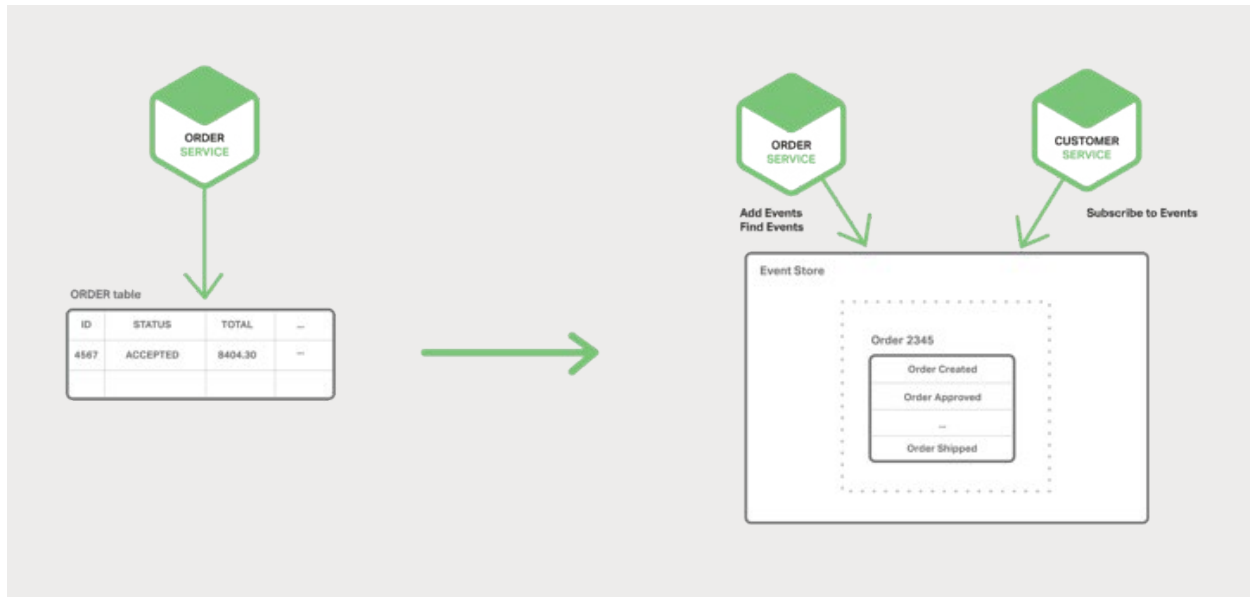 ORDER
SERVICE
ORDER table
ID STATUS TOTAL ...
4567 ACCEPTED 8404.30 ...
ORDER
SERVICE
CUSTOMER
SERVICE
Add Events
Find Events
Subscribe to Events
Event Store
Order 2345
Order Created
Order Approved
...
Order Shipped